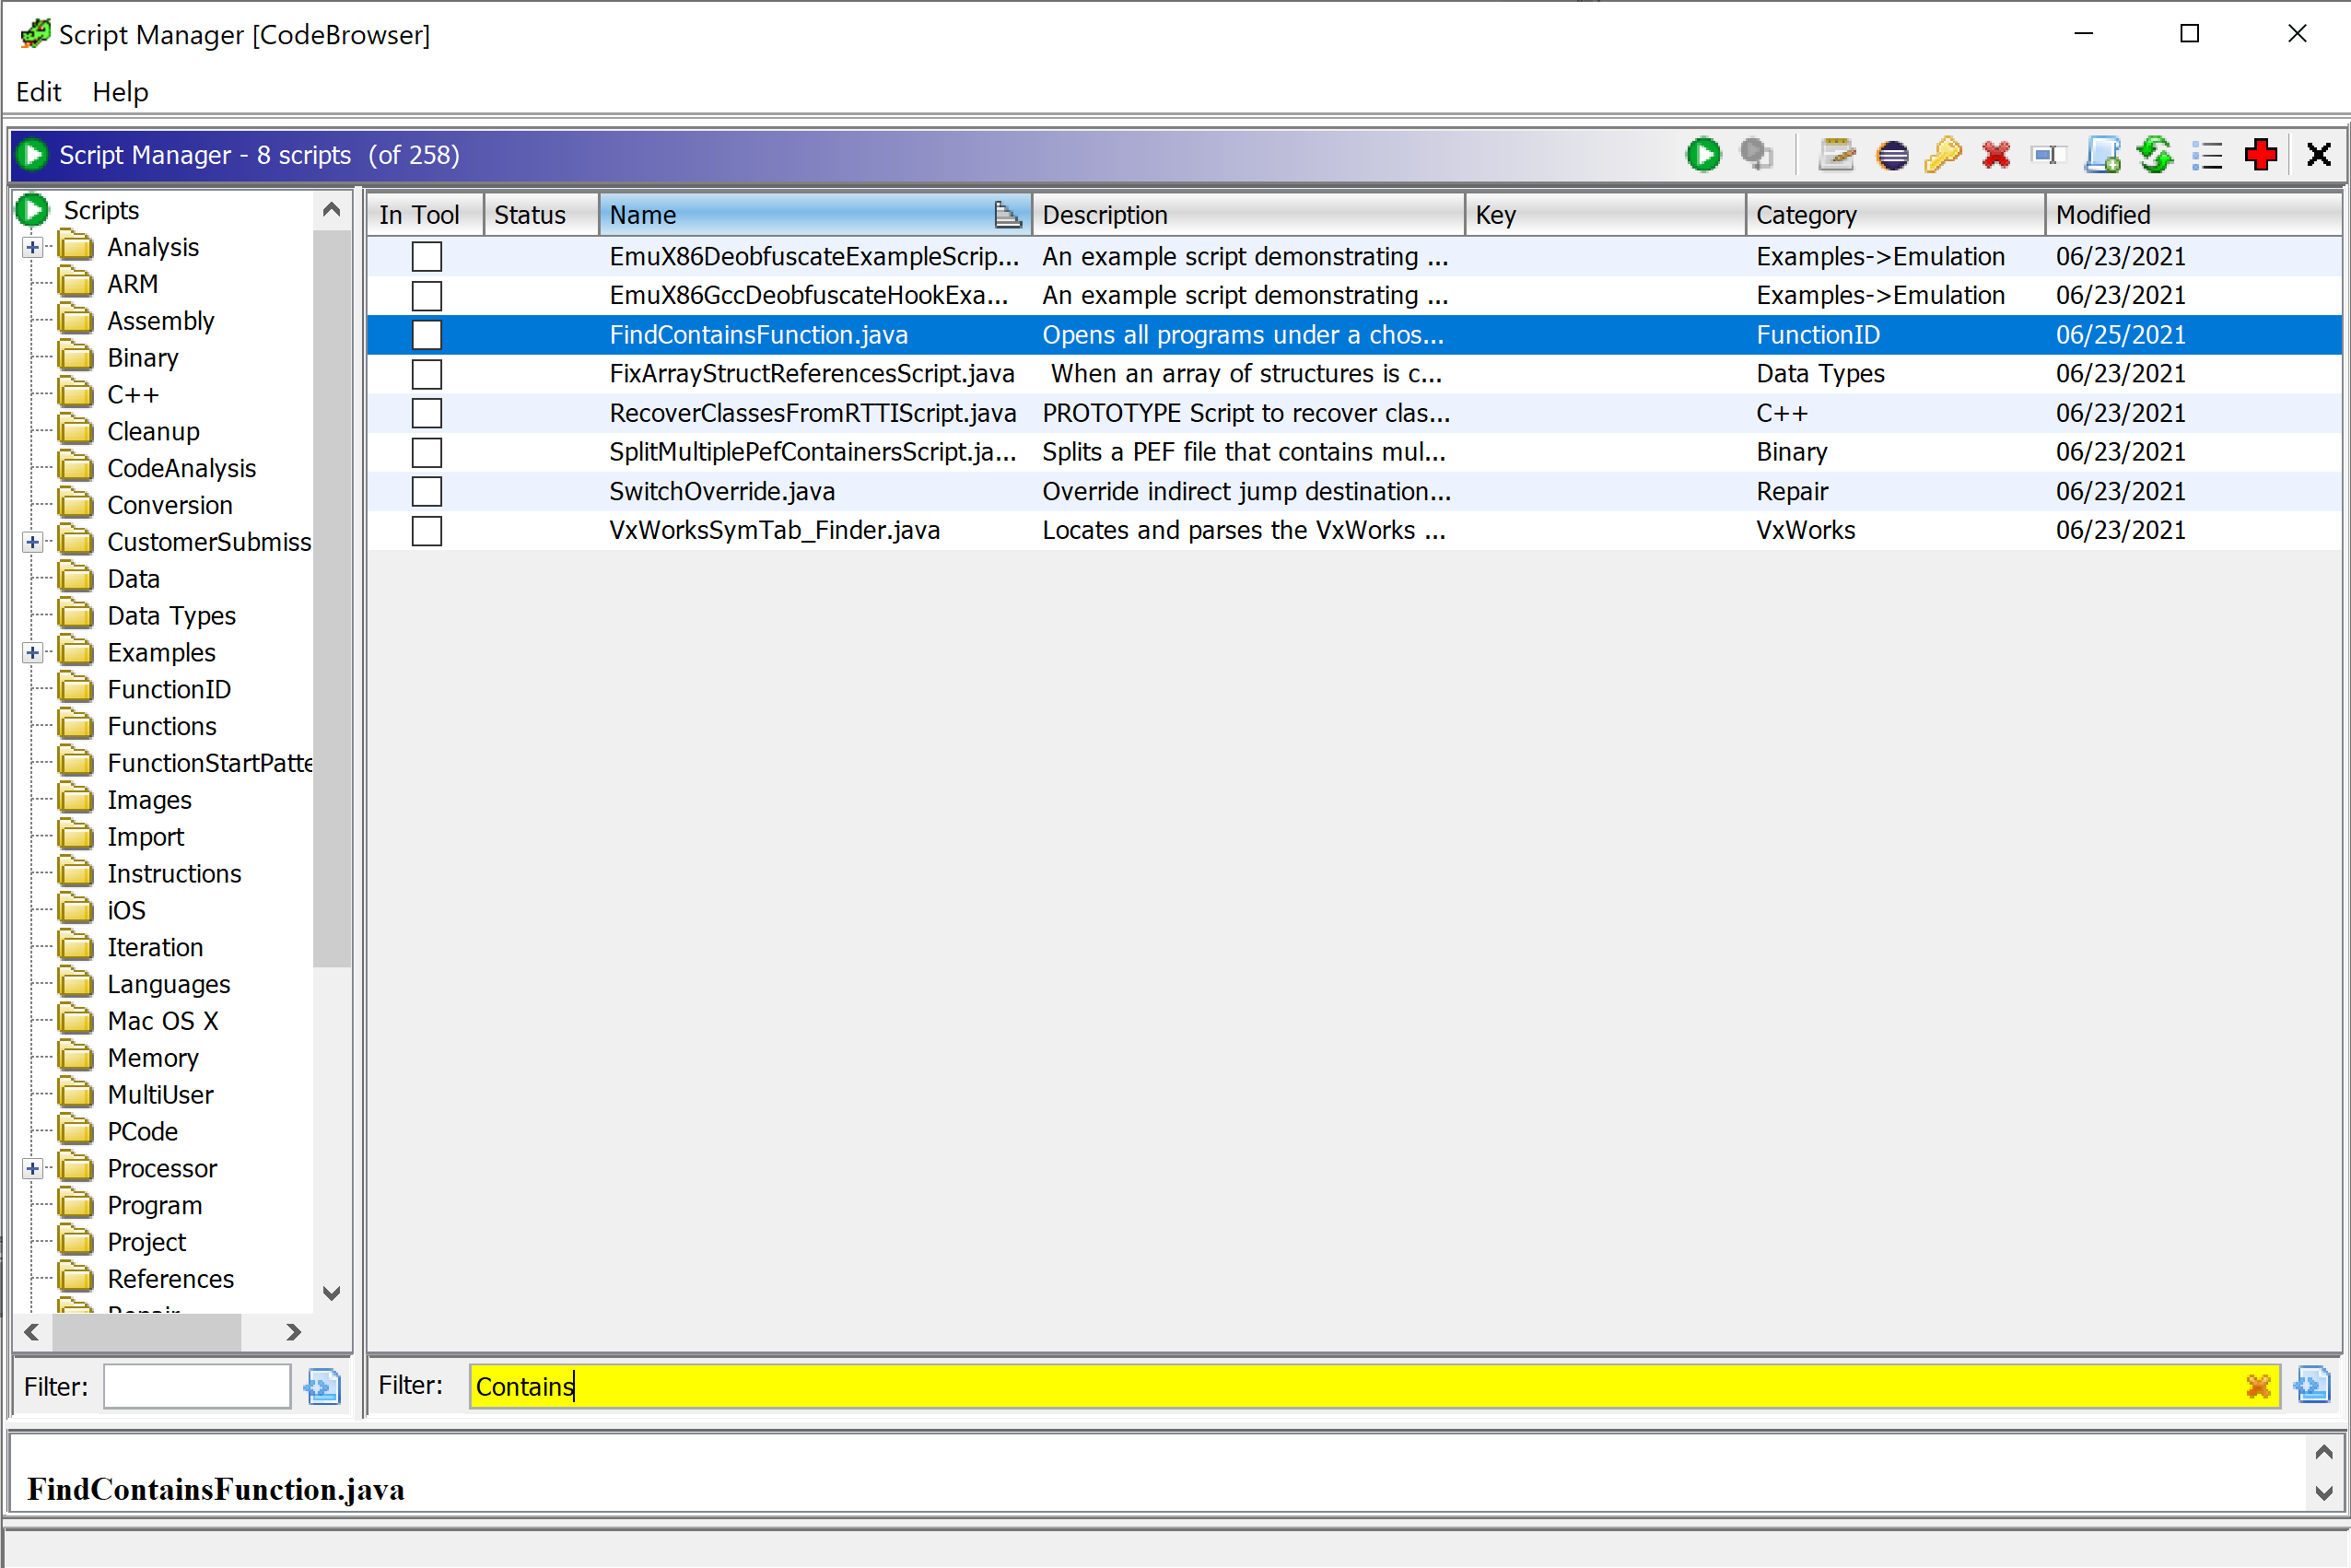 Script Manager [CodeBrowser]
Edit Help
Script Manager - 8 scripts (of 258)
Scripts
Analysis
ARM
Assembly
Binary
C++
Cleanup
CodeAnalysis
Conversion
CustomerSubmiss
Data
Data Types
Examples
FunctionID
Functions
FunctionStartPatte
Images
Import
Instructions
iOS
Iteration
Languages
Mac OS X
Memory
MultiUser
PCode
Processor
Program
Project
References
Repair
Filter:
In Tool Status Name Description Key Category Modified
EmuX86DeobfuscateExampleScrip... An example script demonstrating ... Examples->Emulation 06/23/2021
EmuX86GccDeobfuscateHookExa... An example script demonstrating ... Examples->Emulation 06/23/2021
FindContainsFunction.java Opens all programs under a chos... FunctionID 06/25/2021
FixArrayStructReferencesScript.java When an array of structures is c... Data Types 06/23/2021
RecoverClassesFromRTTIScript.java PROTOTYPE Script to recover clas... C++ 06/23/2021
SplitMultiplePefContainersScript.ja... Splits a PEF file that contains mul... Binary 06/23/2021
SwitchOverride.java Override indirect jump destination... Repair 06/23/2021
VxWorksSymTab_Finder.java Locates and parses the VxWorks ... VxWorks 06/23/2021
Filter: Contains
FindContainsFunction.java